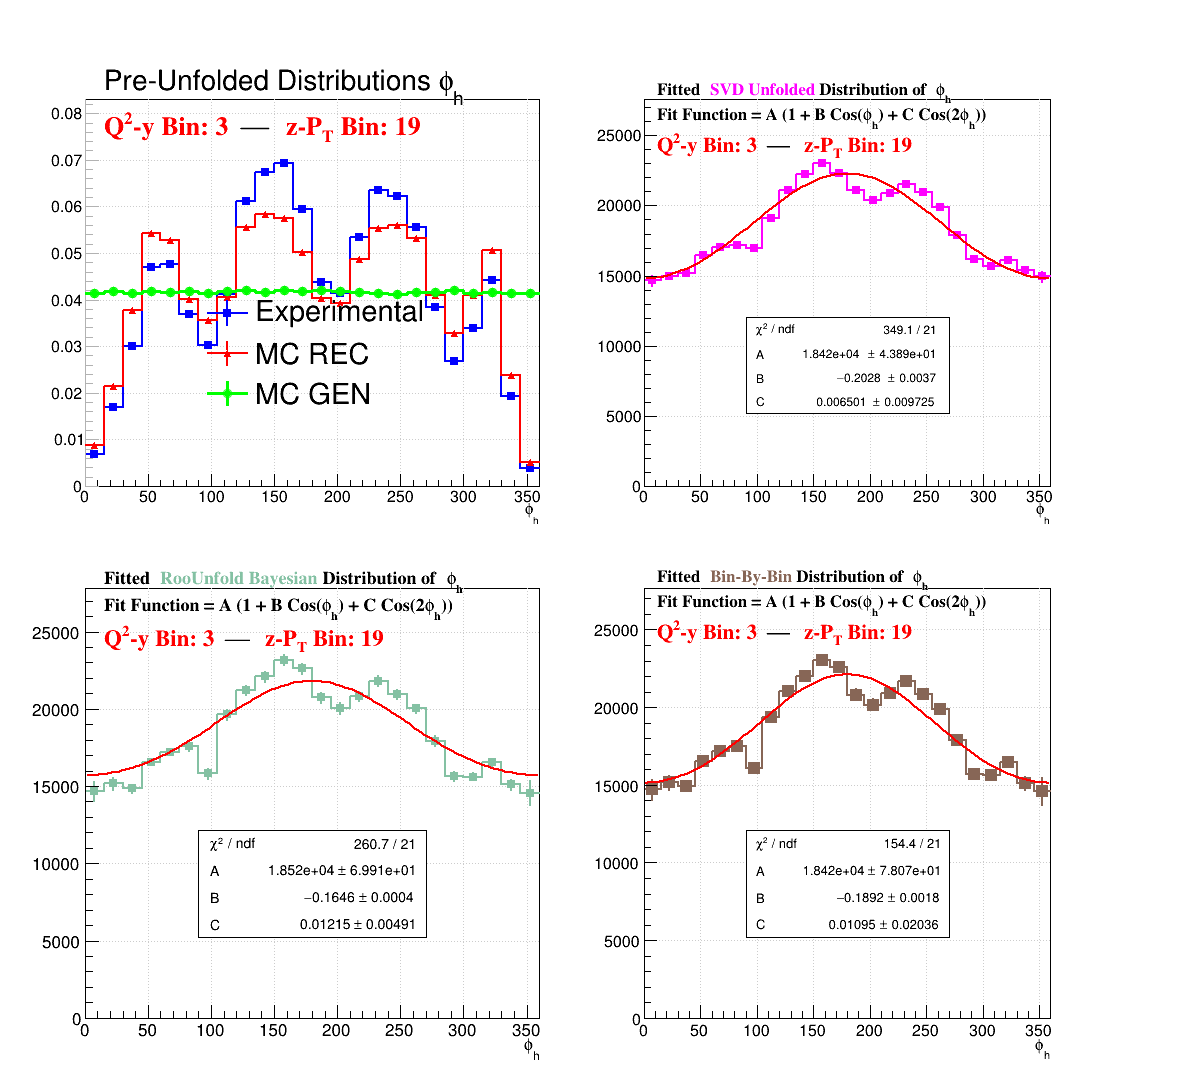 Pre-Unfolded Distributions ϕh
Q2-y Bin: 3 — z-PT Bin: 19
0.08
0.07
0.06
0.05
0.04
0.03
0.02
0.01
0
Experimental
MC REC
MC GEN
0 50 100 150 200 250 300 350
ϕh
Fitted SVD Unfolded Distribution of ϕh
Fit Function = A (1 + B Cos(ϕh) + C Cos(2ϕh))
Q2-y Bin: 3 — z-PT Bin: 19
25000
20000
15000
10000
5000
0
χ2 / ndf 349.1 / 21
A 1.842e+04 ± 4.389e+01
B −0.2028 ± 0.0037
C 0.006501 ± 0.009725
0 50 100 150 200 250 300 350
ϕh
Fitted RooUnfold Bayesian Distribution of ϕh
Fit Function = A (1 + B Cos(ϕh) + C Cos(2ϕh))
Q2-y Bin: 3 — z-PT Bin: 19
25000
20000
15000
10000
5000
0
χ2 / ndf 260.7 / 21
A 1.852e+04 ± 6.991e+01
B −0.1646 ± 0.0004
C 0.01215 ± 0.00491
0 50 100 150 200 250 300 350
ϕh
Fitted Bin-By-Bin Distribution of ϕh
Fit Function = A (1 + B Cos(ϕh) + C Cos(2ϕh))
Q2-y Bin: 3 — z-PT Bin: 19
25000
20000
15000
10000
5000
0
χ2 / ndf 154.4 / 21
A 1.842e+04 ± 7.807e+01
B −0.1892 ± 0.0018
C 0.01095 ± 0.02036
0 50 100 150 200 250 300 350
ϕh